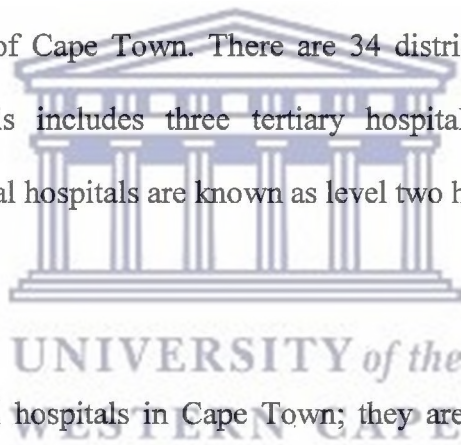 of Cape Town. There are 34 distri
s includes three tertiary hospital
al hospitals are known as level two h
UNIVERSITY of the
hospitals in Cape Town; they are
WESTERN CAPE